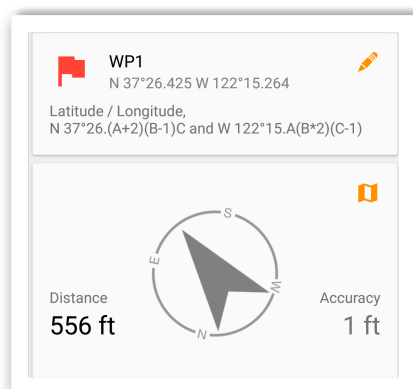 WP1
N 37°26.425 W 122°15.264
Latitude / Longitude,
N 37°26.(A+2)(B-1)C and W 122°15.A(B*2)(C-1)
S
E
W
N
Distance
Accuracy
556 ft
1 ft